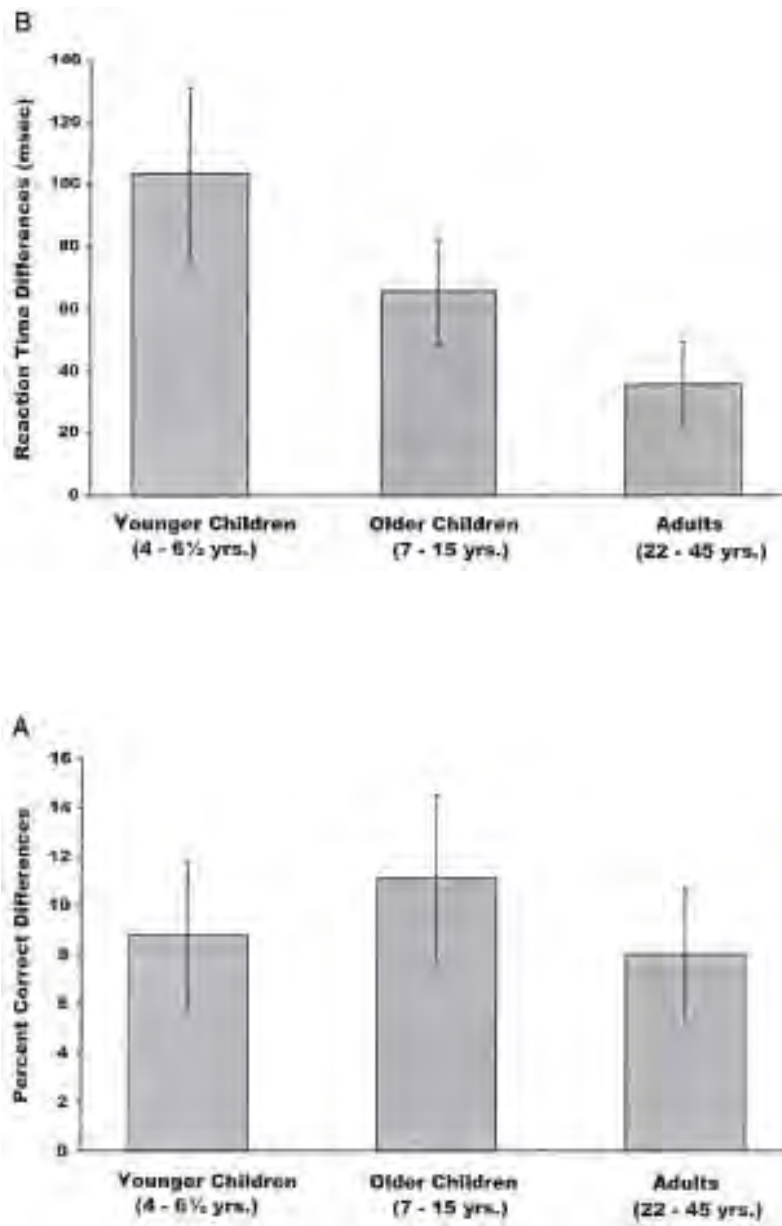 B
140
120
100
80
60
40
20
0
Reaction Time Differences (msec)
Younger Children
(4 - 6½ yrs.)
Older Children
(7 - 15 yrs.)
Adults
(22 - 45 yrs.)
A
16
14
12
10
8
6
4
2
0
Percent Correct Differences
Younger Children
(4 - 6½ yrs.)
Older Children
(7 - 15 yrs.)
Adults
(22 - 45 yrs.)